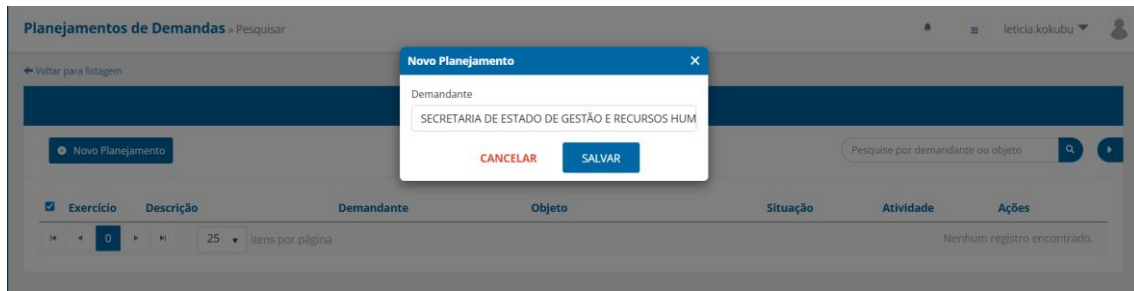 Planejamentos de Demandas » Pesquisar
leticia.kokubu
Voltar para listagem
Novo Planejamento
Demandante
SECRETARIA DE ESTADO DE GESTÃO E RECURSOS HUM
CANCELAR SALVAR
Novo Planejamento
Pesquise por demandante ou objeto
Exercício Descrição Demandante Objeto Situação Atividade Ações
0 25 itens por página Nenhum registro encontrado.